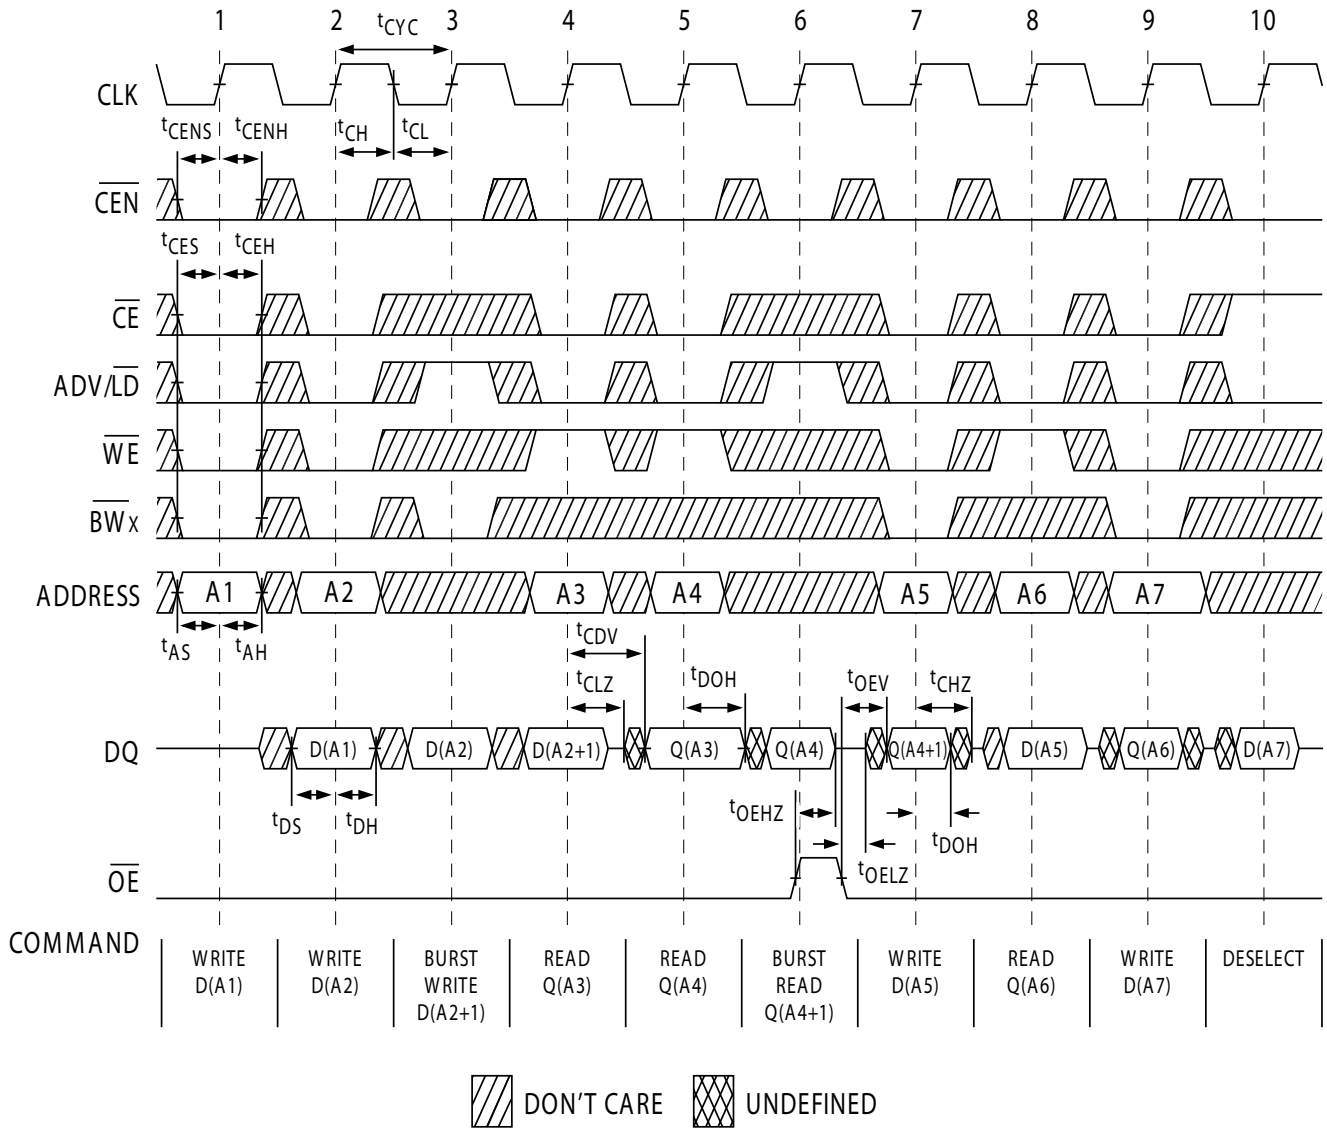 1 2 3 4 5 6 7 8 9 10
tCYC
CLK
tCENS tCENH tCH tCL
CEN
tCES tCEH
CE
ADV/LD
WE
BWx
ADDRESS A1 A2 A3 A4 A5 A6 A7
tAS tAH tCDV
tCLZ tDOH tOEV tCHZ
DQ D(A1) D(A2) D(A2+1) Q(A3) Q(A4) Q(A4+1) D(A5) Q(A6) D(A7)
tDS tDH tOEHZ tDOH
tOELZ
OE
COMMAND
WRITE WRITE BURST READ READ BURST WRITE READ WRITE DESELECT
D(A1) D(A2) WRITE Q(A3) Q(A4) READ D(A5) Q(A6) D(A7)
D(A2+1) Q(A4+1)
DON'T CARE UNDEFINED